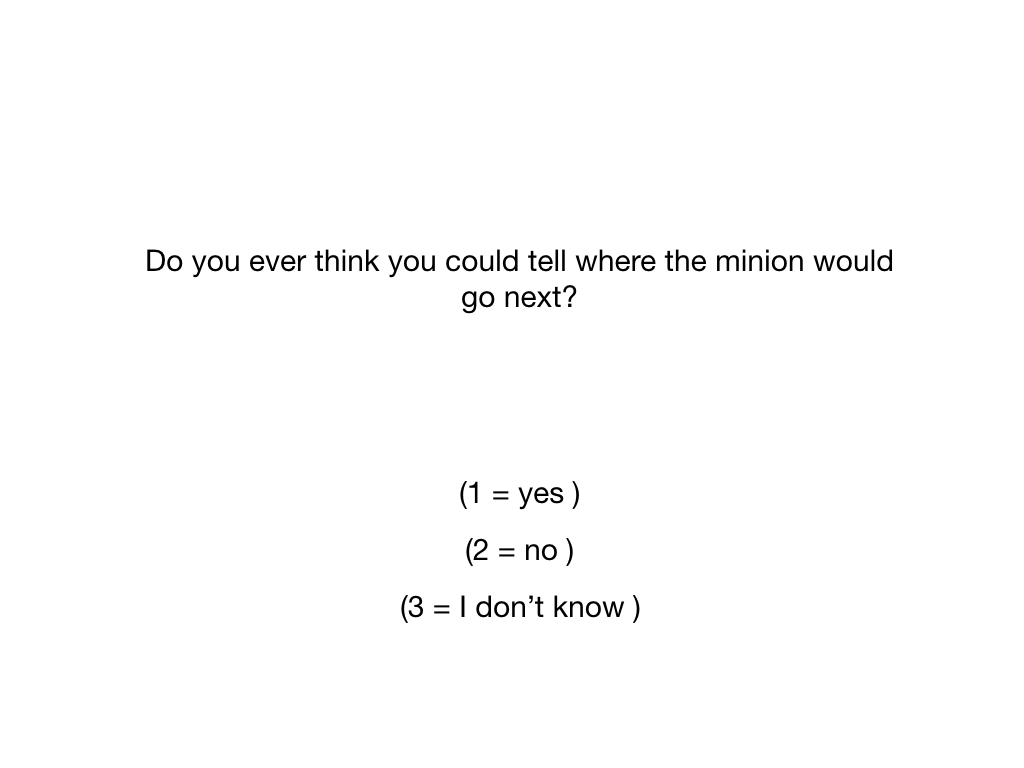 Do you ever think you could tell where the minion would
go next?
(1 = yes )
(2 = no )
(3 = I don’t know )